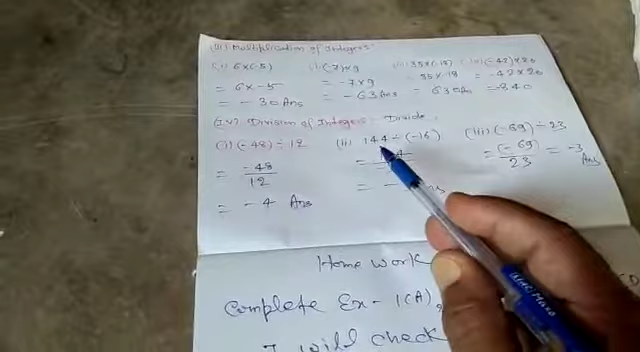 (III) Multiplication of Integers:
(i) 6×(-5) (ii) (-7)×9 (iii) 35×(-18) (iv) (-42)×20
= 6×-5 = -7×9 = 35×-18 = -42×20
= -30 Ans = -63 Ans = 630 Ans = 840
(IV) Division of Integers: Divide:
(i) (-48) ÷ 12 (ii) 144 ÷ (-16) (iii) (-69) ÷ 23
= -48/12 = = (-69)/23 = -3 Ans
= -4 Ans = - Ans
Home work
Complete Ex-1(A),
I will check